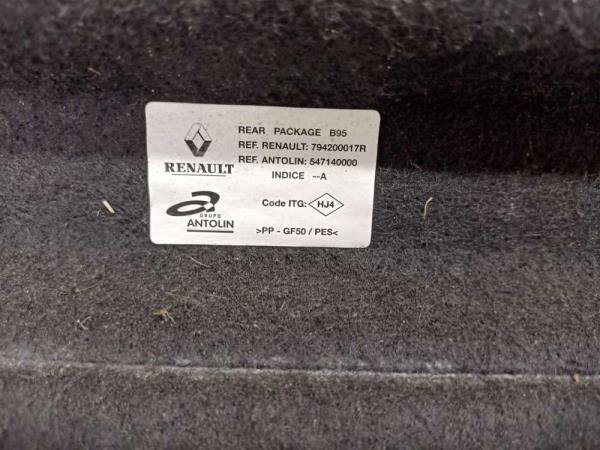 REAR PACKAGE B95
REF. RENAULT: 794200017R
REF. ANTOLIN: 547140000
INDICE --A
RENAULT
Code ITG: HJ4
GRUPO
ANTOLIN
>PP - GF50 / PES<